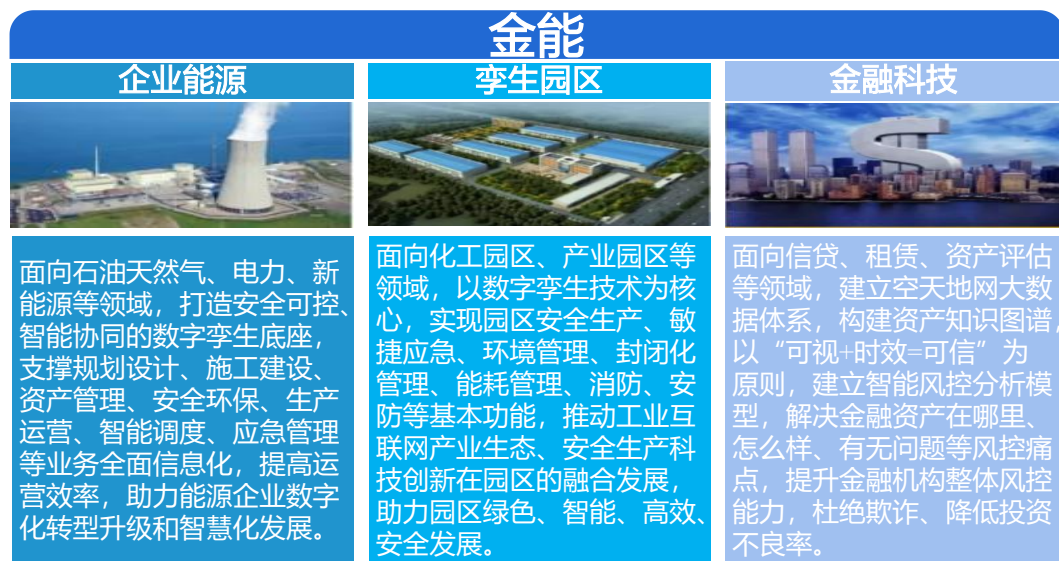 金能
企业能源
面向石油天然气、电力、新
能源等领域，打造安全可控、
智能协同的数字孪生底座，
支撑规划设计、施工建设、
资产管理、安全环保、生产
运营、智能调度、应急管理
等业务全面信息化，提高运
营效率，助力能源企业数字
化转型升级和智慧化发展。
孪生园区
面向化工园区、产业园区等
领域，以数字孪生技术为核
心，实现园区安全生产、敏
捷应急、环境管理、封闭化
管理、能耗管理、消防、安
防等基本功能，推动工业互
联网产业生态、安全生产科
技创新在园区的融合发展，
助力园区绿色、智能、高效、
安全发展。
金融科技
面向信贷、租赁、资产评估
等领域，建立空天地网大数
据体系，构建资产知识图谱，
以“可视+时效=可信”为
原则，建立智能风控分析模
型，解决金融资产在哪里、
怎么样、有无问题等风控痛
点，提升金融机构整体风控
能力，杜绝欺诈、降低投资
不良率。